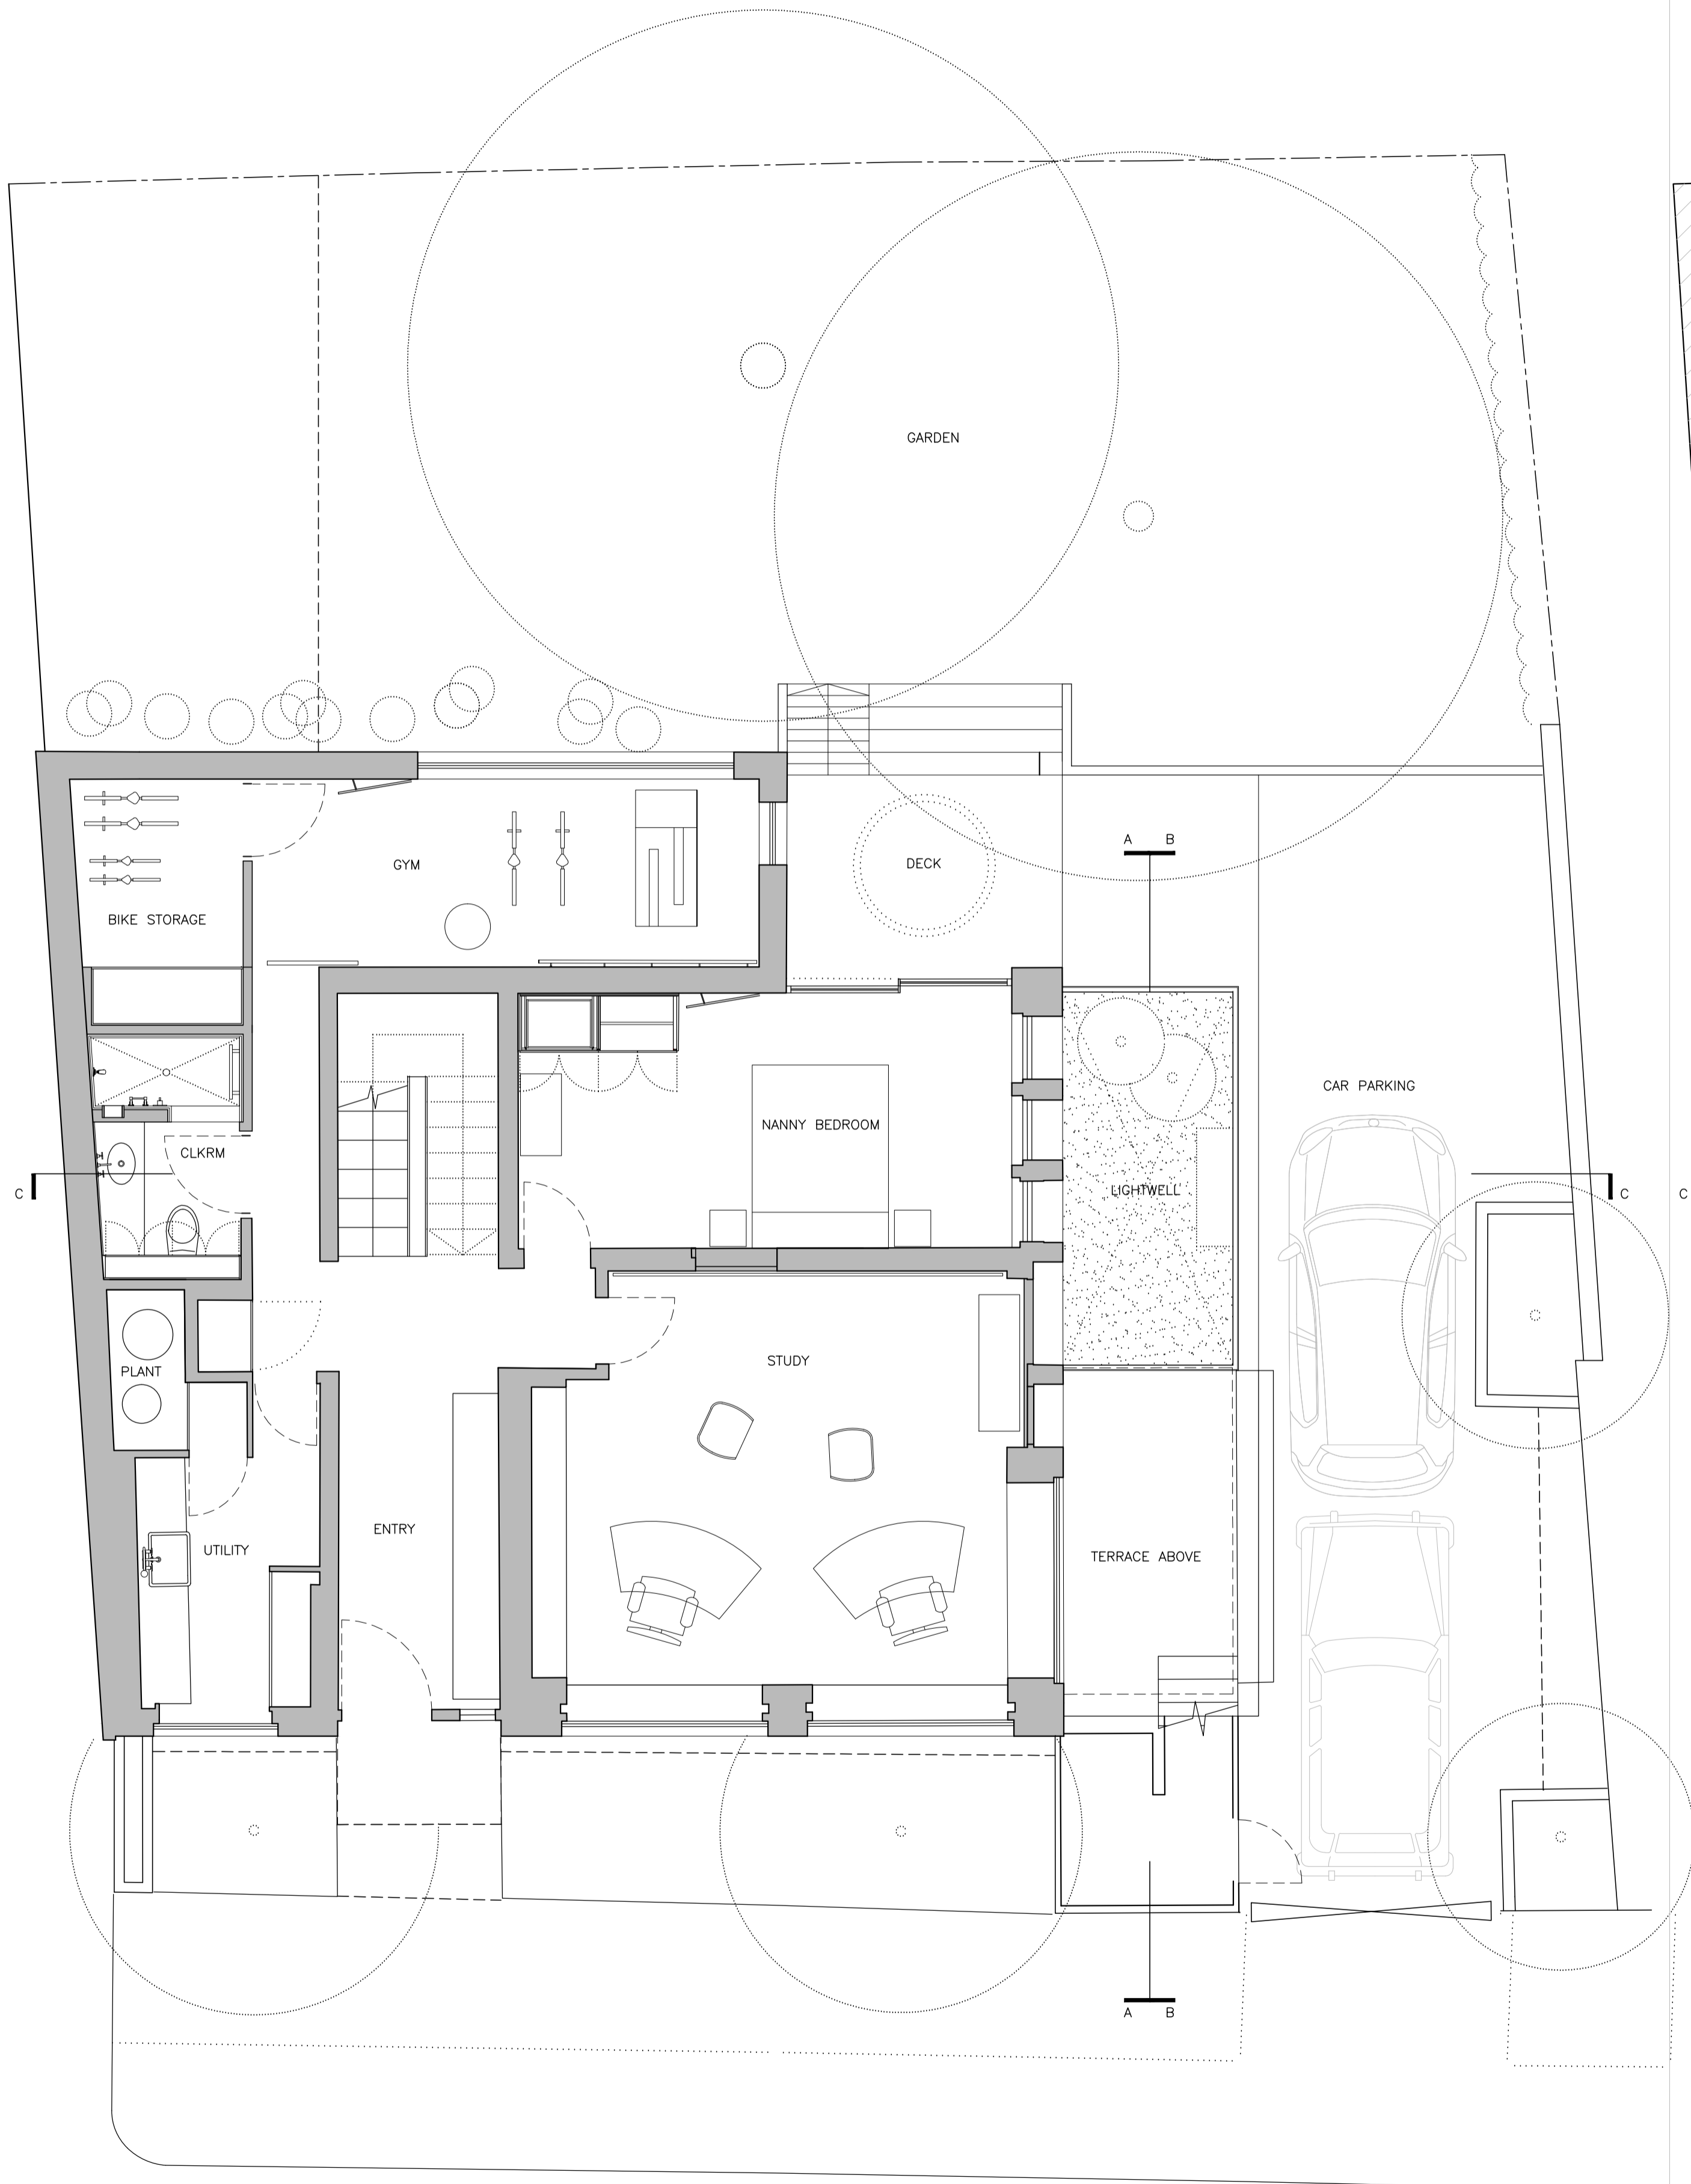 GARDEN
A B
GYM
DECK
BIKE STORAGE
CAR PARKING
NANNY BEDROOM
CLKRM
LIGHTWELL
C
C
C
STUDY
PLANT
ENTRY
UTILITY
TERRACE ABOVE
A B